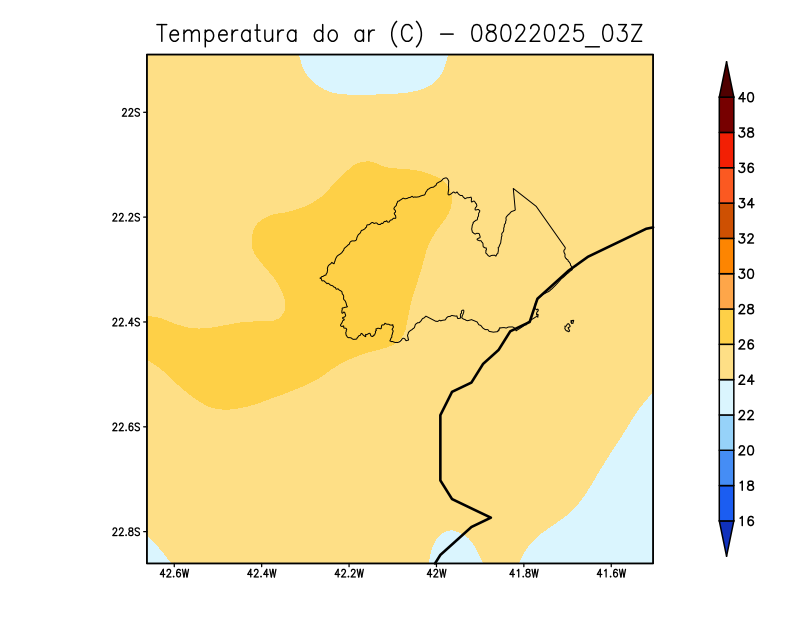 Temperatura do ar (C) - 08022025_03Z
22S
22.2S
22.4S
22.6S
22.8S
42.6W
42.4W
42.2W
42W
41.8W
41.6W
40
38
36
34
32
30
28
26
24
22
20
18
16